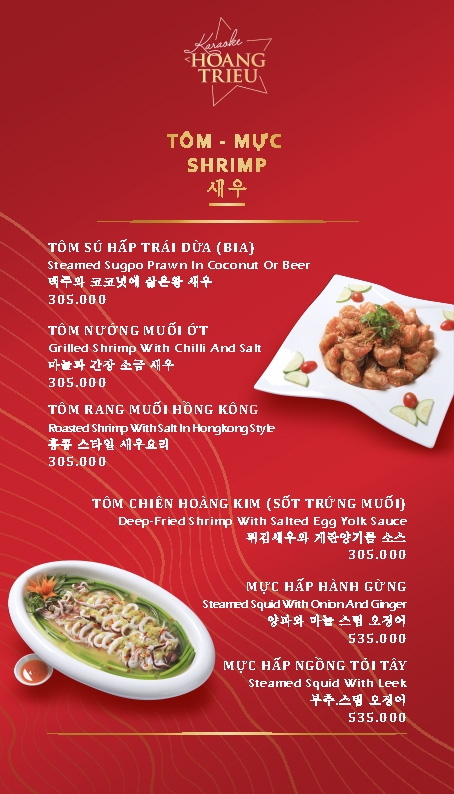 Karaoke
HOANG
TRIEU
TÔM - MỰC
SHRIMP
새우
TÔM SÚ HẤP TRÁI DỪA (BIA)
Steamed Sugpo Prawn In Coconut Or Beer
맥주와 코코넛에 삶은왕 새우
305.000
TÔM NƯỚNG MUỐI ỚT
Grilled Shrimp With Chilli And Salt
마늘과 간장 소금 새우
305.000
TÔM RANG MUỐI HỒNG KÔNG
Roasted Shrimp With Salt In Hongkong Style
홍콩 스타일 새우요리
305.000
TÔM CHIÊN HOÀNG KIM (SỐT TRỨNG MUỐI)
Deep-Fried Shrimp With Salted Egg Yolk Sauce
튀김새우와 계란양기름 소스
305.000
MỰC HẤP HÀNH GỪNG
Steamed Squid With Onion And Ginger
양파와 마늘 스팀 오징어
535.000
MỰC HẤP NGỒNG TỎI TÂY
Steamed Squid With Leek
부추.스팀 오징어
535.000